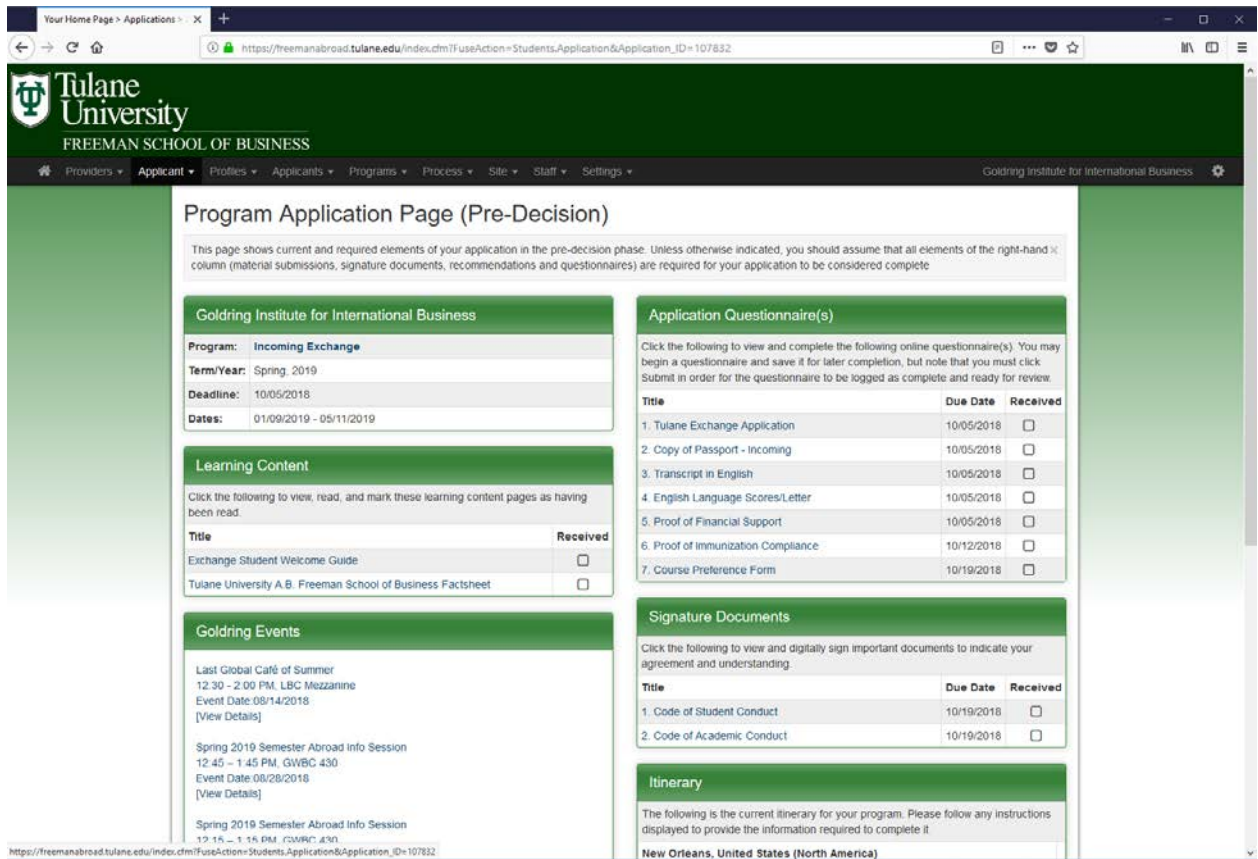 Your Home Page > Applications >
https://freemanabroad.tulane.edu/index.cfm?FuseAction=Students.Application&Application_ID=107832
Tulane
University
FREEMAN SCHOOL OF BUSINESS
Providers Applicant Profiles Applicants Programs Process Site Staff Settings Goldring Institute for International Business
Program Application Page (Pre-Decision)
This page shows current and required elements of your application in the pre-decision phase. Unless otherwise indicated, you should assume that all elements of the right-hand
column (material submissions, signature documents, recommendations and questionnaires) are required for your application to be considered complete
Goldring Institute for International Business
Program: Incoming Exchange
Term/Year: Spring, 2019
Deadline: 10/05/2018
Dates: 01/09/2019 - 05/11/2019
Learning Content
Click the following to view, read, and mark these learning content pages as having
been read.
Title Received
Exchange Student Welcome Guide
Tulane University A.B. Freeman School of Business Factsheet
Goldring Events
Last Global Café of Summer
12:30 - 2:00 PM, LBC Mezzanine
Event Date:08/14/2018
[View Details]
Spring 2019 Semester Abroad Info Session
12:45 – 1:45 PM, GWBC 430
Event Date:08/28/2018
[View Details]
Spring 2019 Semester Abroad Info Session
12:15 – 1:15 PM, GWBC 430
Application Questionnaire(s)
Click the following to view and complete the following online questionnaire(s). You may
begin a questionnaire and save it for later completion, but note that you must click
Submit in order for the questionnaire to be logged as complete and ready for review.
Title Due Date Received
1. Tulane Exchange Application 10/05/2018
2. Copy of Passport - Incoming 10/05/2018
3. Transcript in English 10/05/2018
4. English Language Scores/Letter 10/05/2018
5. Proof of Financial Support 10/05/2018
6. Proof of Immunization Compliance 10/12/2018
7. Course Preference Form 10/19/2018
Signature Documents
Click the following to view and digitally sign important documents to indicate your
agreement and understanding.
Title Due Date Received
1. Code of Student Conduct 10/19/2018
2. Code of Academic Conduct 10/19/2018
Itinerary
The following is the current itinerary for your program. Please follow any instructions
displayed to provide the information required to complete it
New Orleans, United States (North America)
https://freemanabroad.tulane.edu/index.cfm?FuseAction=Students.Application&Application_ID=107832